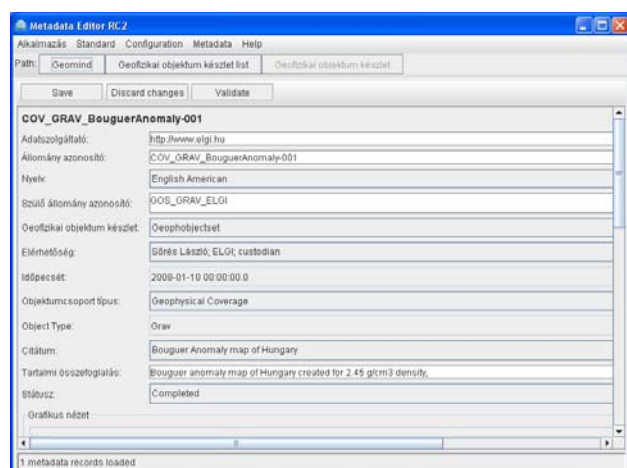 Metadata Editor RC2
Alkalmazás Standard Configuration Metadata Help
Path: Geomind Geofizikai objektum készlet list Geofizikai objektum készlet
Save Discard changes Validate
COV_GRAV_BouguerAnomaly-001
Adatszolgáltató: http://www.elgi.hu
Állomány azonosító: COV_GRAV_BouguerAnomaly-001
Nyelv: English American
Szülő állomány azonosító: GOS_GRAV_ELGI
Geofizikai objektum készlet: Geophobjectset
Elérhetőség: Sőrés László; ELGI; custodian
Időpecsét: 2008-01-10 00:00:00.0
Objektumcsoport típus: Geophysical Coverage
Object Type: Grav
Citátum: Bouguer Anomaly map of Hungary
Tartalmi összefoglalás: Bouguer anomaly map of Hungary created for 2.45 g/cm3 density,
Státusz: Completed
Grafikus nézet
1 metadata records loaded